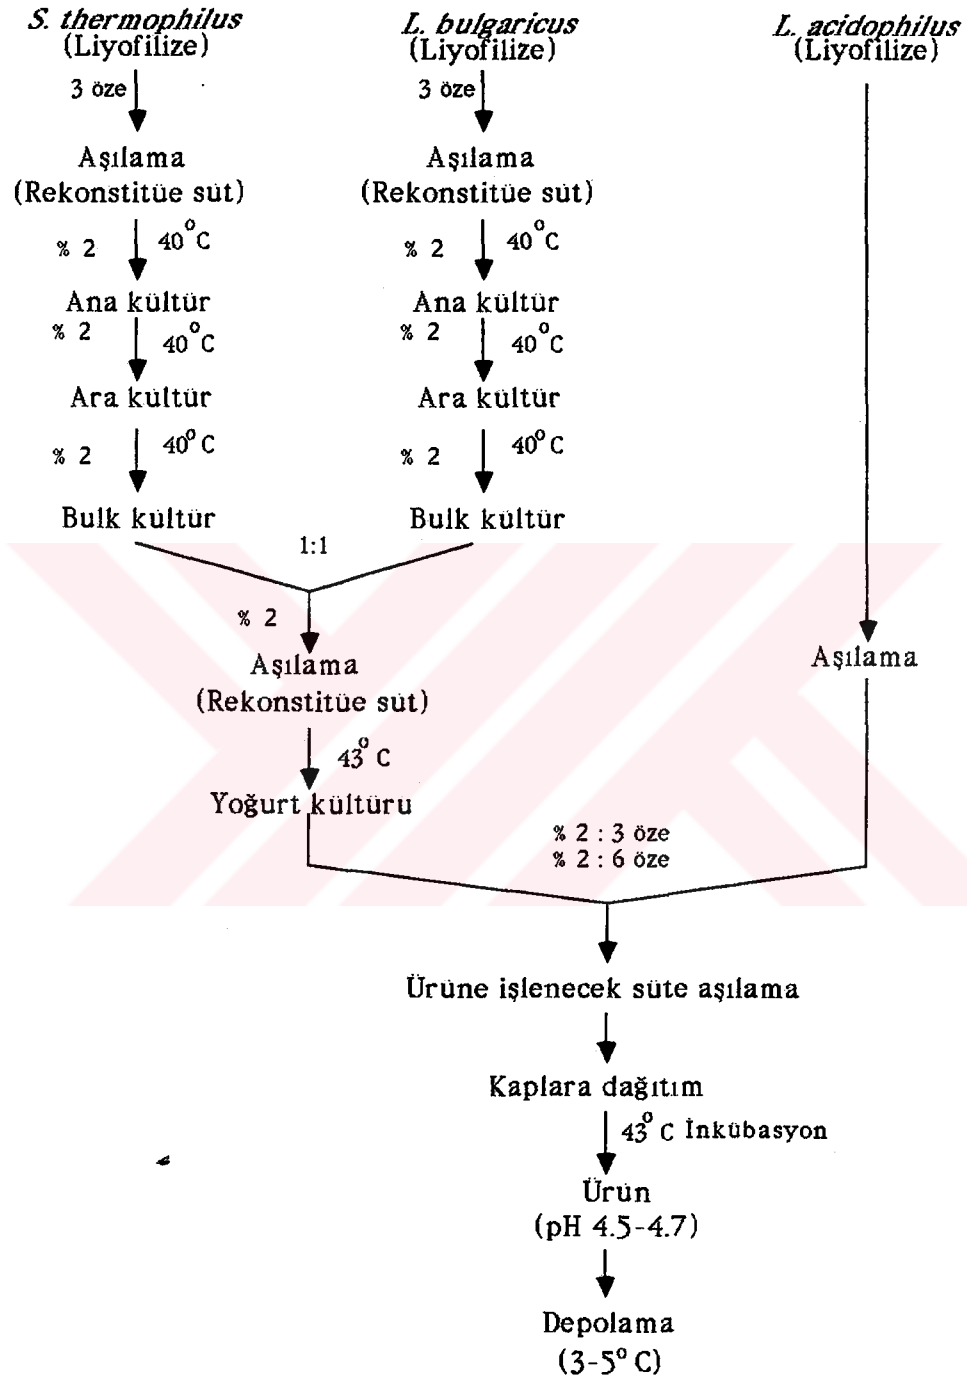 S. thermophilus
(Liyofilize)
L. bulgaricus
(Liyofilize)
L. acidophilus
(Liyofilize)
3 öze
3 öze
Aşılama
(Rekonstitüe süt)
Aşılama
(Rekonstitüe süt)
% 2
40°C
% 2
40°C
Ana kültür
Ana kültür
% 2
40°C
% 2
40°C
Ara kültür
Ara kültür
% 2
40°C
% 2
40°C
Bulk kültür
Bulk kültür
1:1
% 2
Aşılama
(Rekonstitüe süt)
Aşılama
43°C
Yoğurt kültürü
% 2 : 3 öze
% 2 : 6 öze
Ürüne işlenecek süte aşılama
Kaplara dağıtım
43°C İnkübasyon
Ürün
(pH 4.5-4.7)
Depolama
(3-5°C)